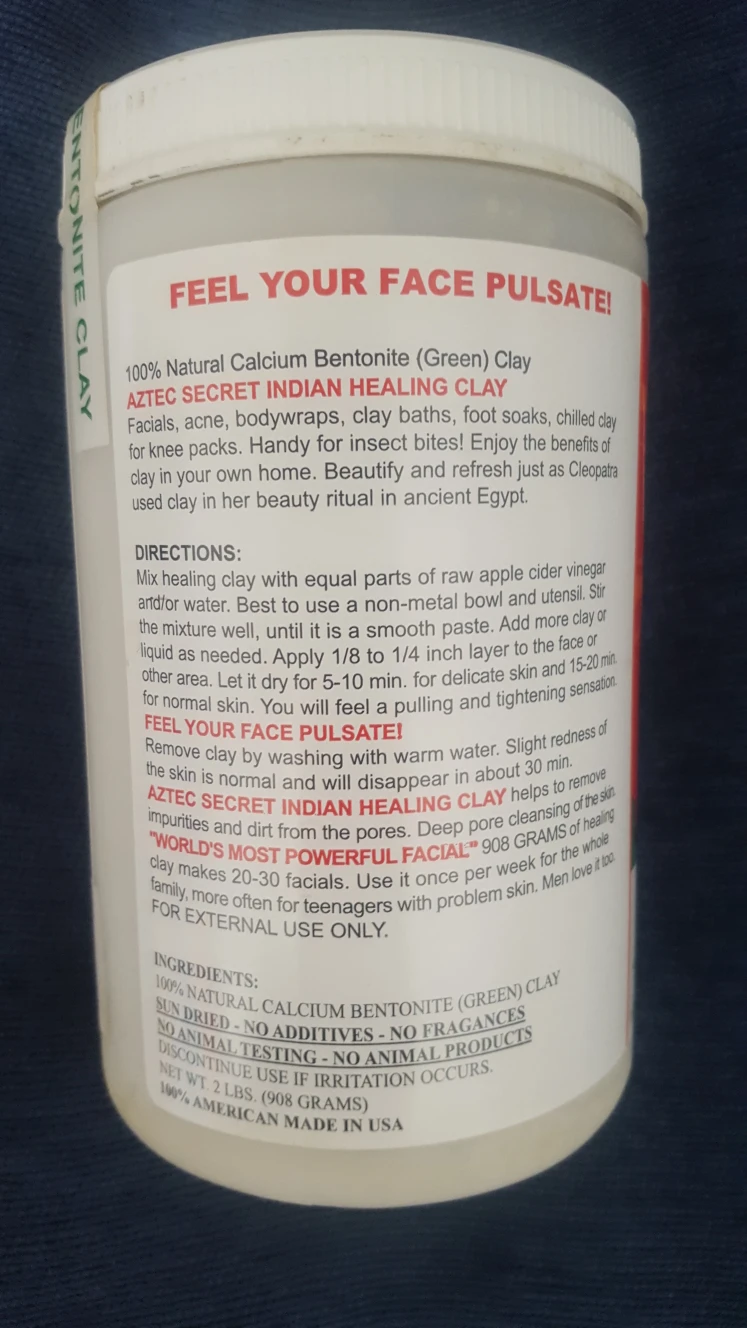 ENTONITE CLAY
FEEL YOUR FACE PULSATE!
100% Natural Calcium Bentonite (Green) Clay
AZTEC SECRET INDIAN HEALING CLAY
Facials, acne, bodywraps, clay baths, foot soaks, chilled clay
for knee packs. Handy for insect bites! Enjoy the benefits of
clay in your own home. Beautify and refresh just as Cleopatra
used clay in her beauty ritual in ancient Egypt.
DIRECTIONS:
Mix healing clay with equal parts of raw apple cider vinegar
and/or water. Best to use a non-metal bowl and utensil. Stir
the mixture well, until it is a smooth paste. Add more clay or
liquid as needed. Apply 1/8 to 1/4 inch layer to the face or
other area. Let it dry for 5-10 min. for delicate skin and 15-20 min.
for normal skin. You will feel a pulling and tightening sensation.
FEEL YOUR FACE PULSATE!
Remove clay by washing with warm water. Slight redness of
the skin is normal and will disappear in about 30 min.
AZTEC SECRET INDIAN HEALING CLAY helps to remove
impurities and dirt from the pores. Deep pore cleansing of the skin.
"WORLD'S MOST POWERFUL FACIAL" 908 GRAMS of healing
clay makes 20-30 facials. Use it once per week for the whole
family, more often for teenagers with problem skin. Men love it too.
FOR EXTERNAL USE ONLY.
INGREDIENTS:
100% NATURAL CALCIUM BENTONITE (GREEN) CLAY
SUN DRIED - NO ADDITIVES - NO FRAGANCES
NO ANIMAL TESTING - NO ANIMAL PRODUCTS
DISCONTINUE USE IF IRRITATION OCCURS.
NET WT. 2 LBS. (908 GRAMS)
100% AMERICAN MADE IN USA